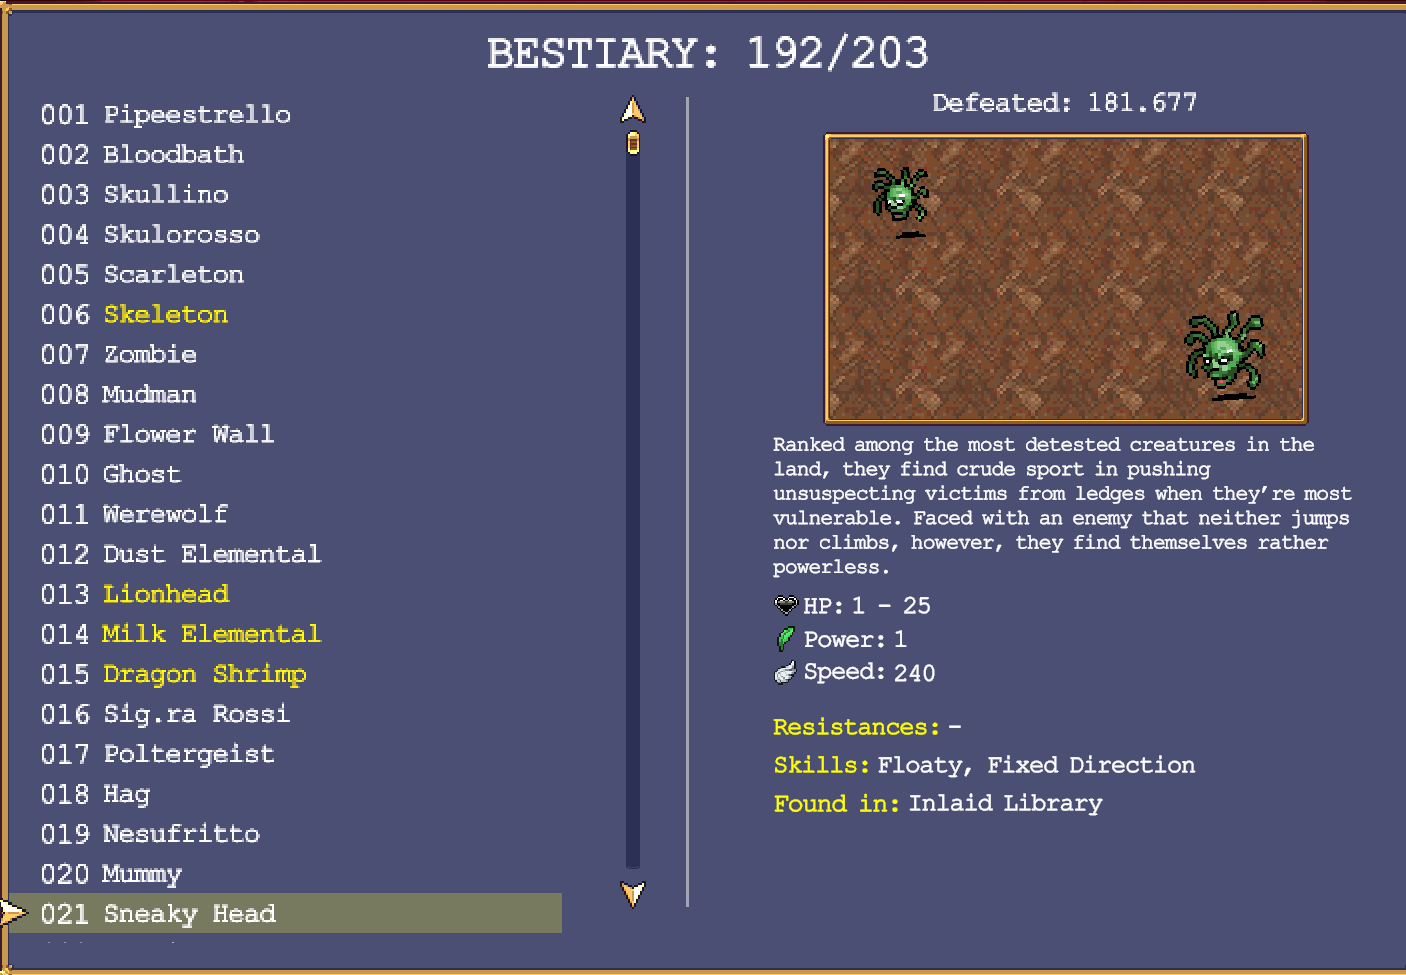 BESTIARY: 192/203
001 Pipeestrello
002 Bloodbath
003 Skullino
004 Skulorosso
005 Scarleton
006 Skeleton
007 Zombie
008 Mudman
009 Flower Wall
010 Ghost
011 Werewolf
012 Dust Elemental
013 Lionhead
014 Milk Elemental
015 Dragon Shrimp
016 Sig.ra Rossi
017 Poltergeist
018 Hag
019 Nesufritto
020 Mummy
021 Sneaky Head
Defeated: 181.677
Ranked among the most detested creatures in the
land, they find crude sport in pushing
unsuspecting victims from ledges when they're most
vulnerable. Faced with an enemy that neither jumps
nor climbs, however, they find themselves rather
powerless.
HP: 1 - 25
Power: 1
Speed: 240
Resistances: -
Skills: Floaty, Fixed Direction
Found in: Inlaid Library